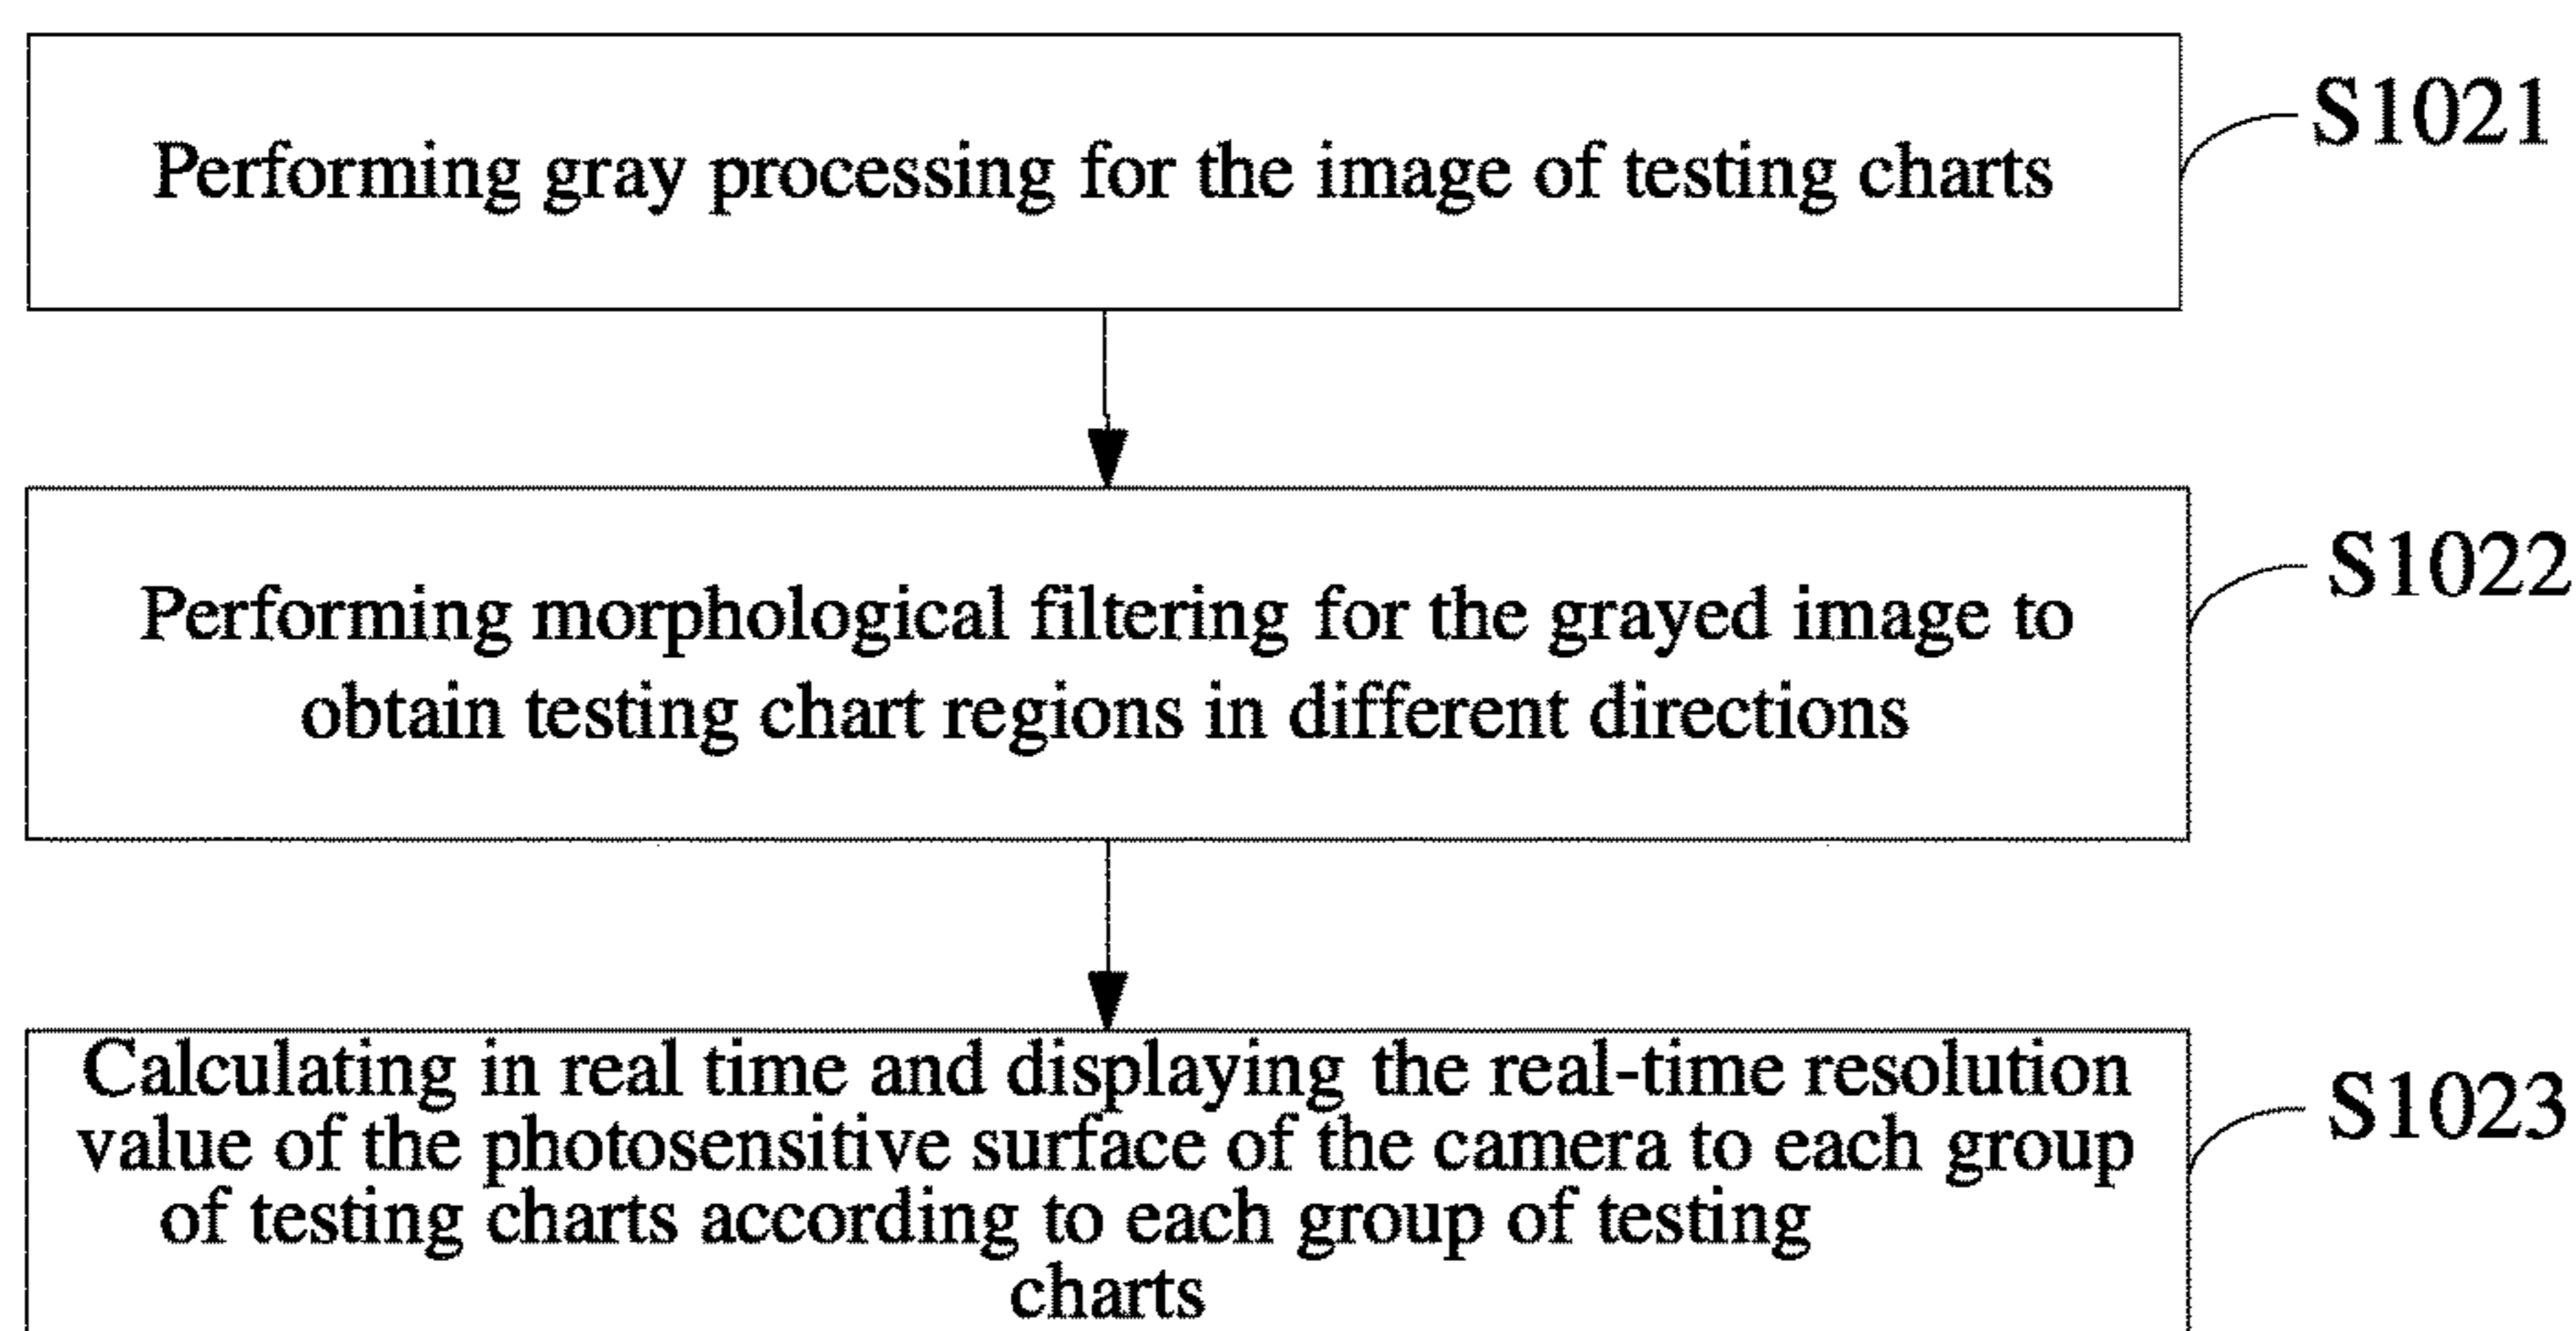 Performing gray processing for the image of testing charts
S1021
Performing morphological filtering for the grayed image to
obtain testing chart regions in different directions
S1022
Calculating in real time and displaying the real-time resolution
value of the photosensitive surface of the camera to each group
of testing charts according to each group of testing
charts
S1023